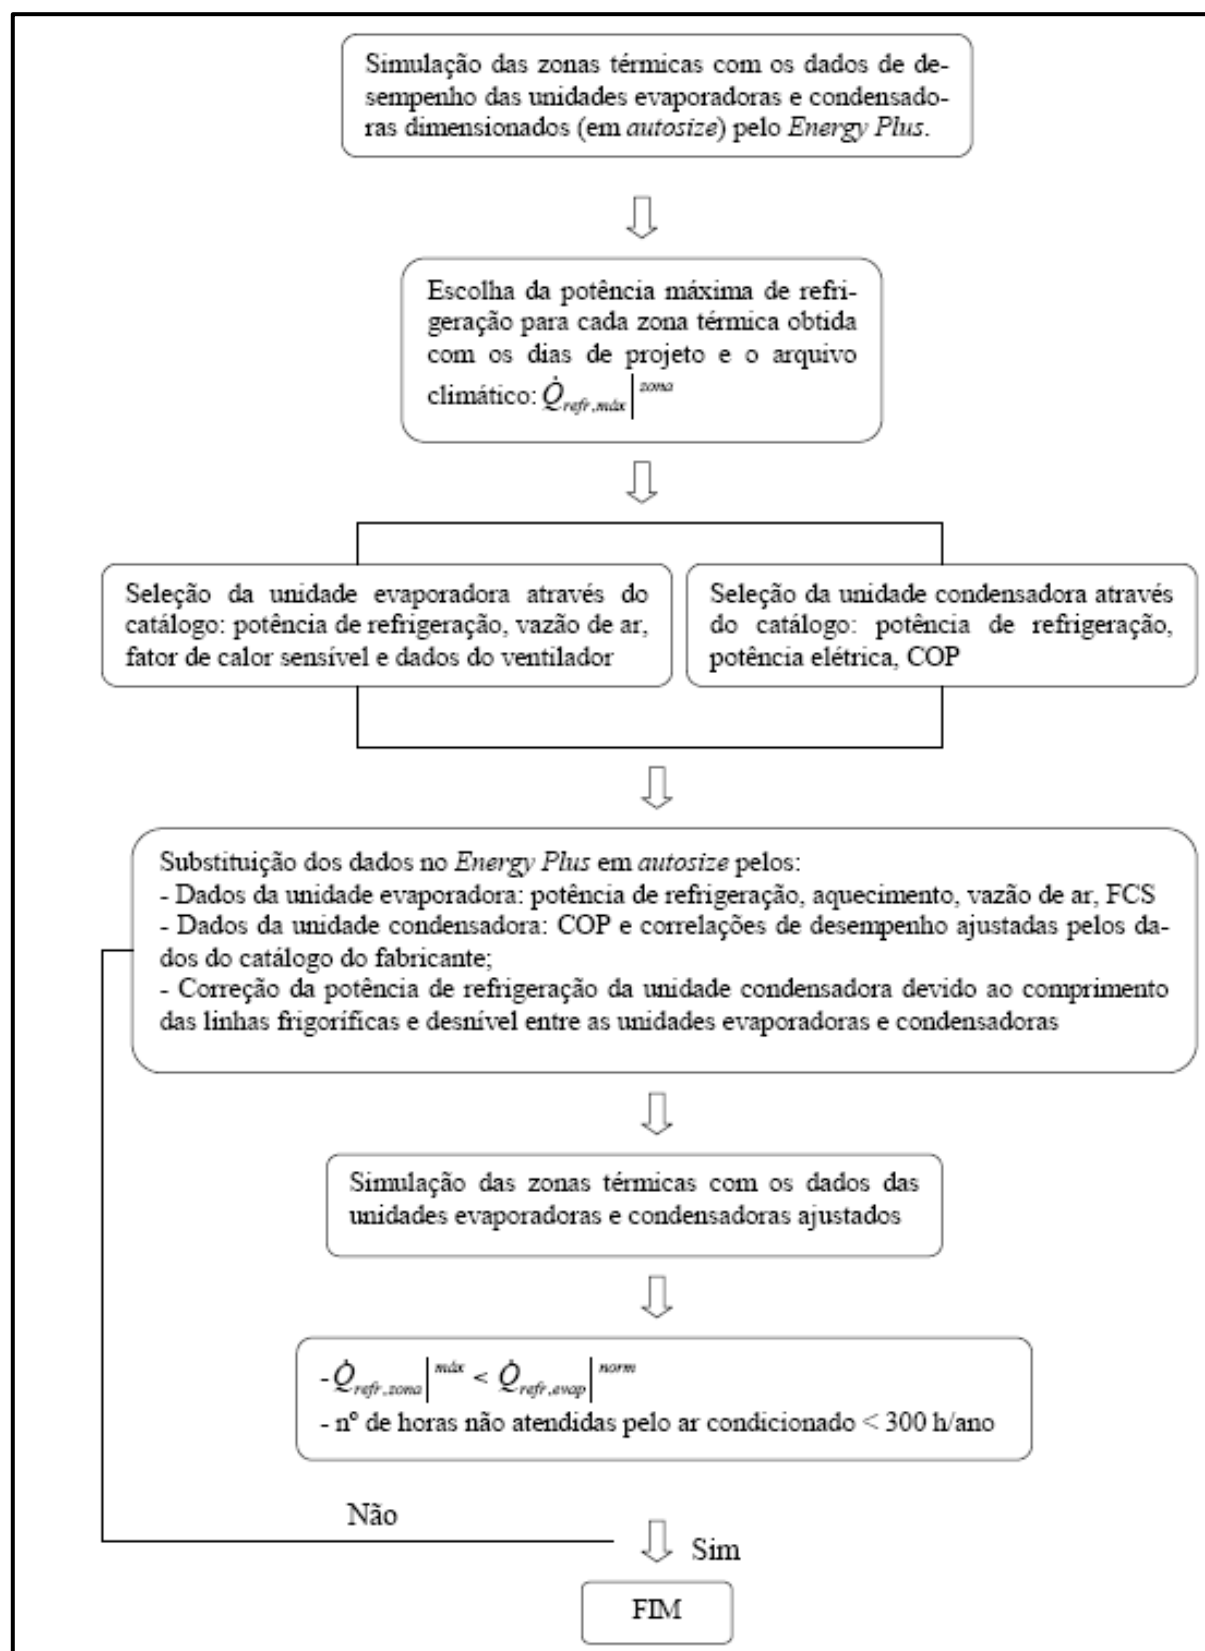 Simulação das zonas térmicas com os dados de de-
sempenho das unidades evaporadoras e condensado-
ras dimensionados (em autosize) pelo Energy Plus.
Escolha da potência máxima de refri-
geração para cada zona térmica obtida
com os dias de projeto e o arquivo
climático: Q̇refr,máx|zona
Seleção da unidade evaporadora através do
catálogo: potência de refrigeração, vazão de ar,
fator de calor sensível e dados do ventilador
Seleção da unidade condensadora através
do catálogo: potência de refrigeração,
potência elétrica, COP
Substituição dos dados no Energy Plus em autosize pelos:
- Dados da unidade evaporadora: potência de refrigeração, aquecimento, vazão de ar, FCS
- Dados da unidade condensadora: COP e correlações de desempenho ajustadas pelos da-
dos do catálogo do fabricante;
- Correção da potência de refrigeração da unidade condensadora devido ao comprimento
das linhas frigoríficas e desnível entre as unidades evaporadoras e condensadoras
Simulação das zonas térmicas com os dados das
unidades evaporadoras e condensadoras ajustados
- Q̇refr,zona|máx < Q̇refr,evap|norm
- nº de horas não atendidas pelo ar condicionado < 300 h/ano
Não
Sim
FIM